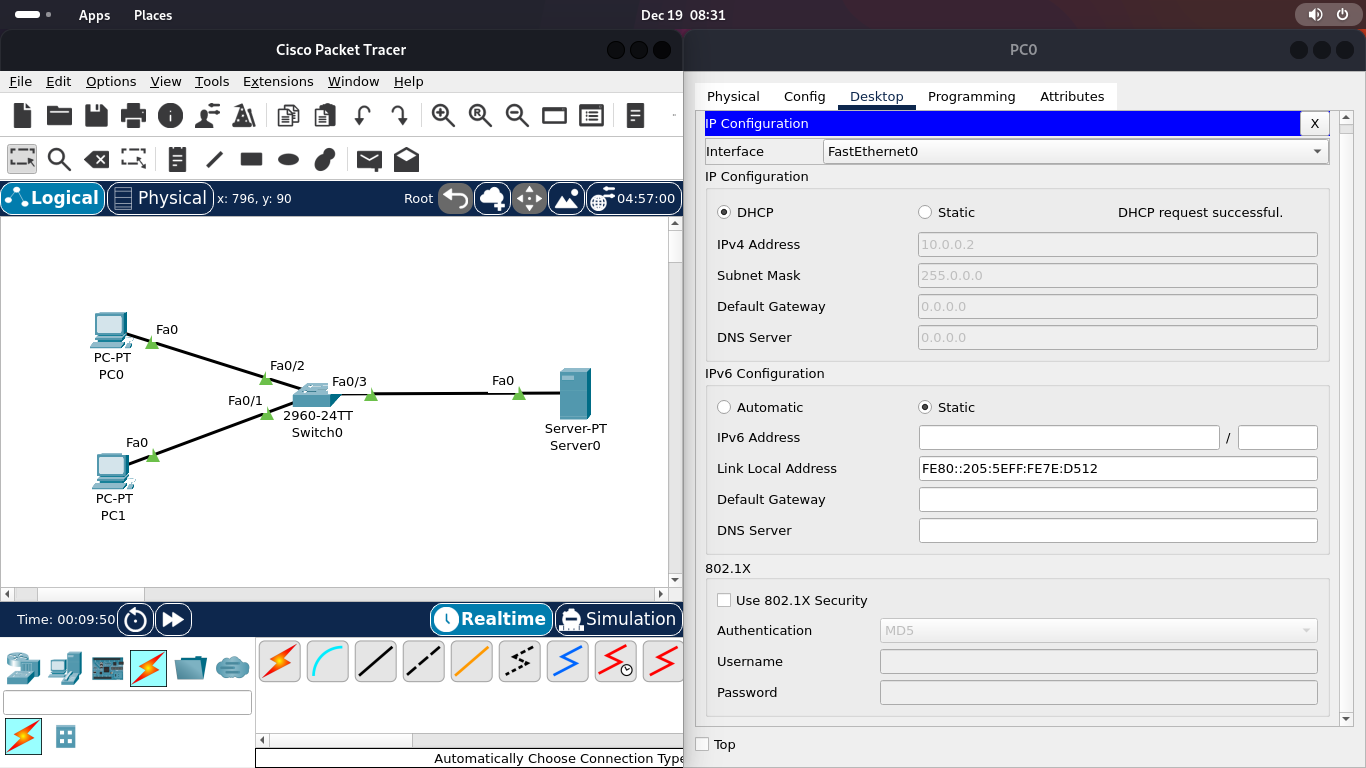 Apps Places Dec 19 08:31
Cisco Packet Tracer
File Edit Options View Tools Extensions Window Help
R
Logical Physical x: 796, y: 90 Root 04:57:00
Fa0
PC-PT
PC0
Fa0/2
Fa0/3
Fa0
Fa0/1
2960-24TT
Switch0
Server-PT
Server0
Fa0
PC-PT
PC1
Time: 00:09:50 Realtime Simulation
Automatically Choose Connection Type
PC0
Physical Config Desktop Programming Attributes
IP Configuration X
Interface FastEthernet0
IP Configuration
DHCP Static DHCP request successful.
IPv4 Address 10.0.0.2
Subnet Mask 255.0.0.0
Default Gateway 0.0.0.0
DNS Server 0.0.0.0
IPv6 Configuration
Automatic Static
IPv6 Address /
Link Local Address FE80::205:5EFF:FE7E:D512
Default Gateway
DNS Server
802.1X
Use 802.1X Security
Authentication MD5
Username
Password
Top